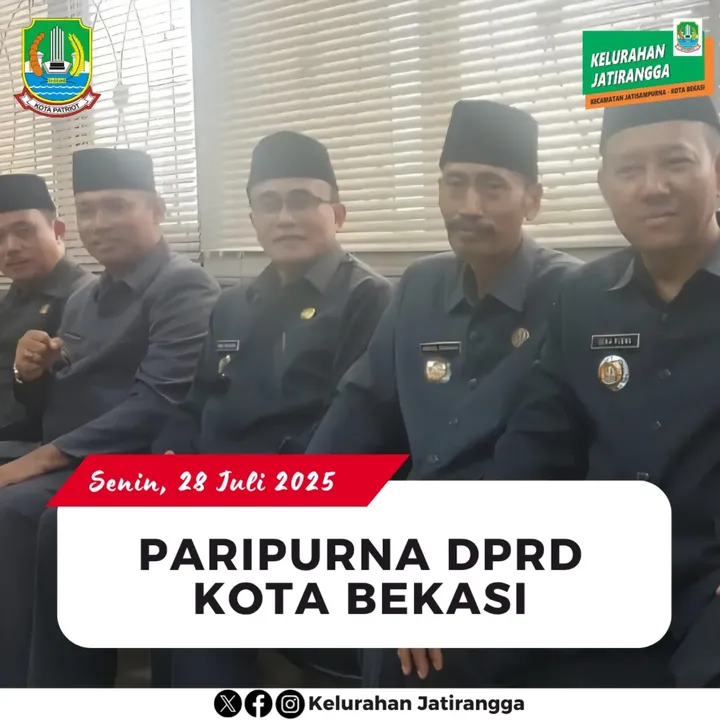 KOTA PATRIOT
KELURAHAN
JATIRANGGA
KECAMATAN JATISAMPURNA - KOTA BEKASI
Senin, 28 Juli 2025
PARIPURNA DPRD
KOTA BEKASI
Kelurahan Jatirangga